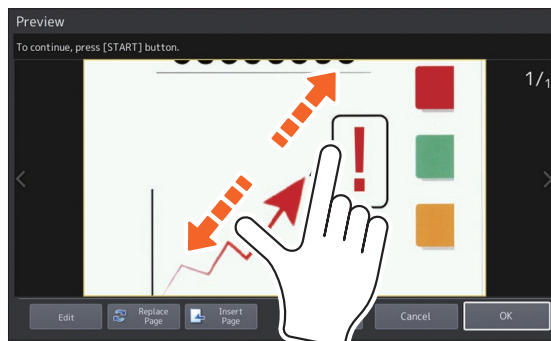 Preview
To continue, press [START] button.
1/1
!
Edit
Replace
Page
Insert
Page
Cancel
OK